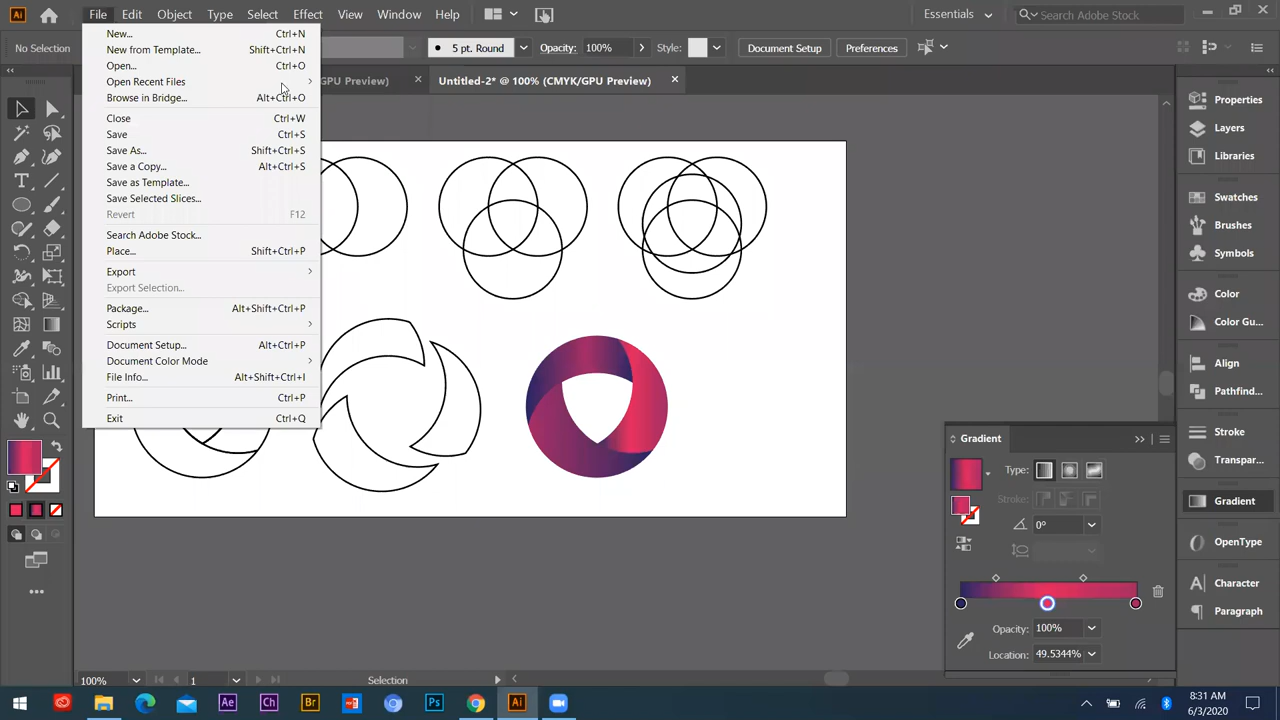 Ai File Edit Object Type Select Effect View Window Help Essentials Search Adobe Stock
No Selection 5 pt. Round Opacity: 100% Style: Document Setup Preferences
GPU Preview) × Untitled-2* @ 100% (CMYK/GPU Preview) ×
New... Ctrl+N
New from Template... Shift+Ctrl+N
Open... Ctrl+O
Open Recent Files
Browse in Bridge... Alt+Ctrl+O
Close Ctrl+W
Save Ctrl+S
Save As... Shift+Ctrl+S
Save a Copy... Alt+Ctrl+S
Save as Template...
Save Selected Slices...
Revert F12
Search Adobe Stock...
Place... Shift+Ctrl+P
Export
Export Selection...
Package... Alt+Shift+Ctrl+P
Scripts
Document Setup... Alt+Ctrl+P
Document Color Mode
File Info... Alt+Shift+Ctrl+I
Print... Ctrl+P
Exit Ctrl+Q
Properties
Layers
Libraries
Swatches
Brushes
Symbols
Color
Color Gu...
Align
Pathfin...
Stroke
Transpar...
Gradient
OpenType
Character
Paragraph
Gradient
Type:
Stroke:
0°
Opacity: 100%
Location: 49.5344%
100% 1 Selection
Ae Ch Br Ps Ai
8:31 AM
6/3/2020